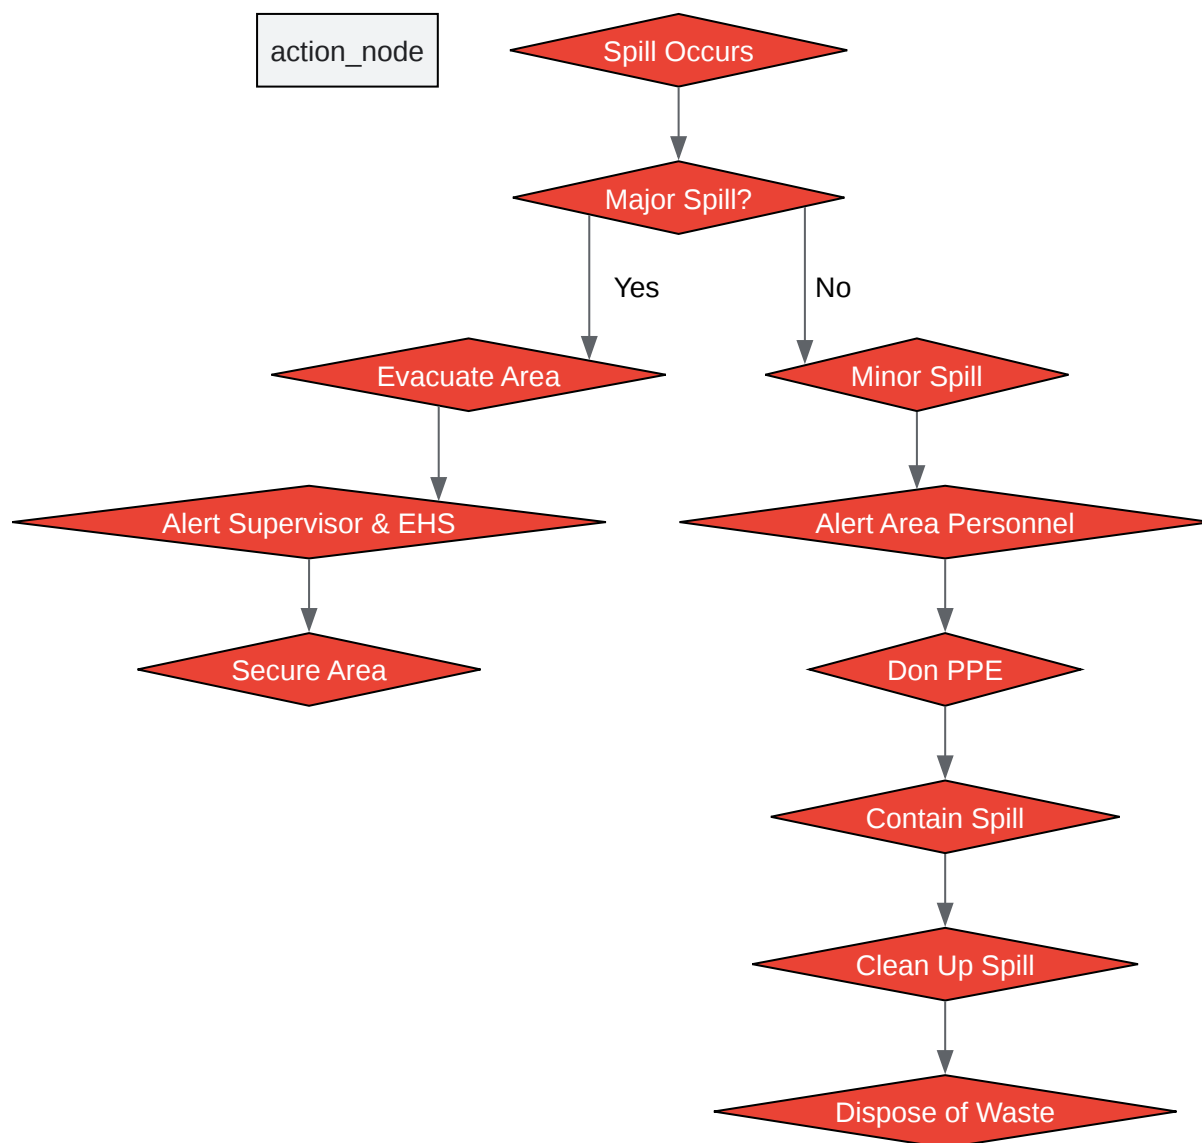 action_node
Spill Occurs
Major Spill?
Yes
No
Evacuate Area
Minor Spill
Alert Supervisor & EHS
Alert Area Personnel
Secure Area
Don PPE
Contain Spill
Clean Up Spill
Dispose of Waste